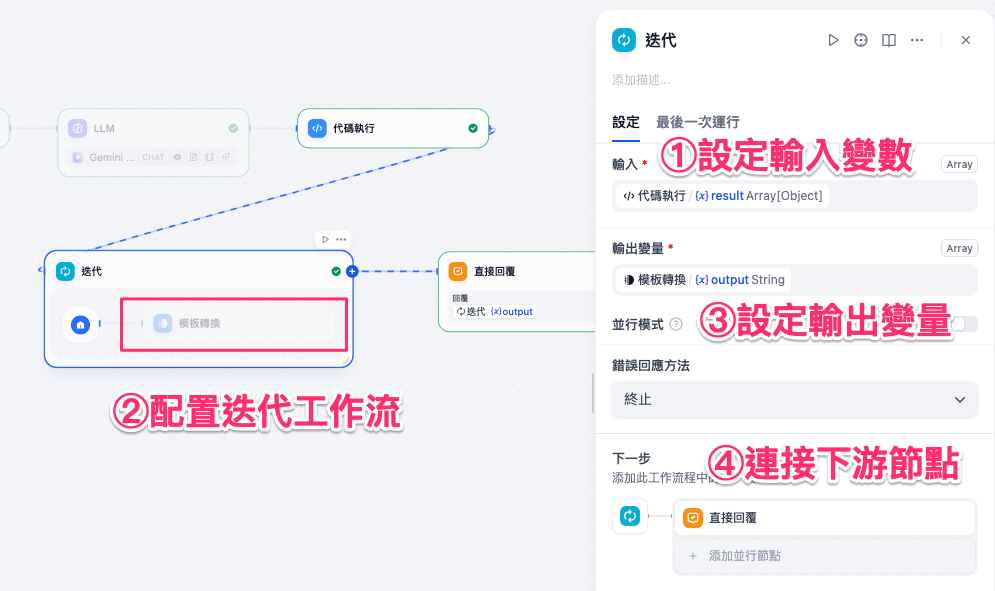 迭代
添加描述...
設定 最後一次運行
①設定輸入變數
輸入 * Array
代碼執行 / {x} result Array[Object]
輸出變量 * Array
模板轉換 / {x} output String
③設定輸出變量
並行模式
錯誤回應方法
終止
④連接下游節點
下一步
添加此工作流程中的
直接回覆
+ 添加並行節點
LLM
Gemini ... CHAT
代碼執行
迭代
模板轉換
直接回覆
回覆
迭代 {x} output
②配置迭代工作流